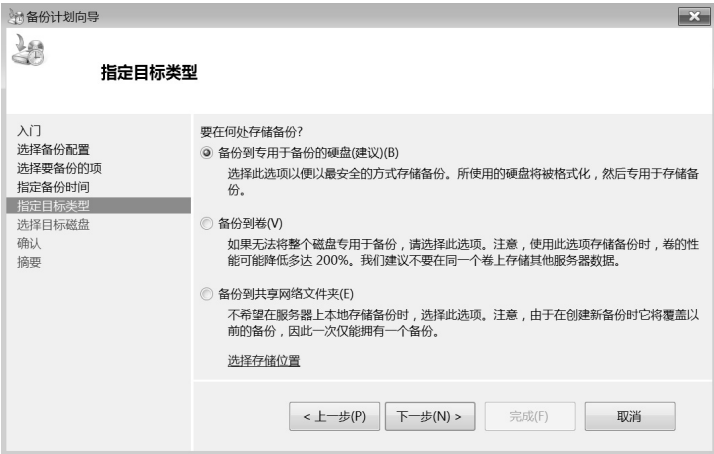 备份计划向导
指定目标类型
入门
选择备份配置
选择要备份的项
指定备份时间
指定目标类型
选择目标磁盘
确认
摘要
要在何处存储备份?
备份到专用于备份的硬盘(建议)(B)
选择此选项以便以最安全的方式存储备份。所使用的硬盘将被格式化，然后专用于存储备
份。
备份到卷(V)
如果无法将整个磁盘专用于备份，请选择此选项。注意，使用此选项存储备份时，卷的性
能可能降低多达 200%。我们建议不要在同一个卷上存储其他服务器数据。
备份到共享网络文件夹(E)
不希望在服务器上本地存储备份时，选择此选项。注意，由于在创建新备份时它将覆盖以
前的备份，因此一次仅能拥有一个备份。
选择存储位置
< 上一步(P)
下一步(N) >
完成(F)
取消